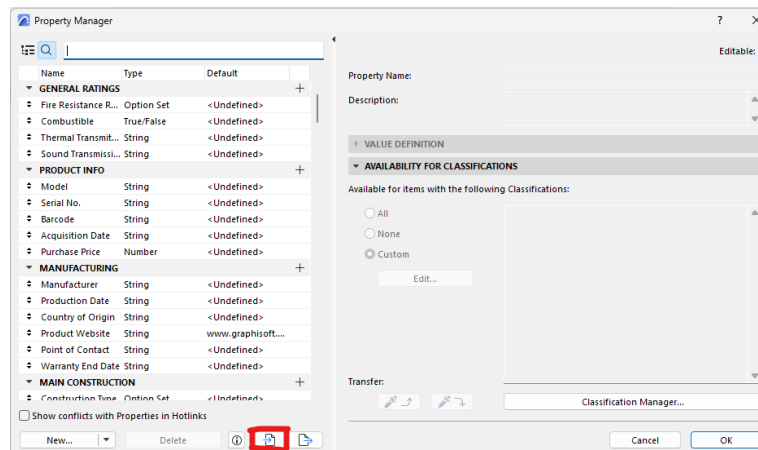 Property Manager
Name Type Default
GENERAL RATINGS
Fire Resistance R... Option Set <Undefined>
Combustible True/False <Undefined>
Thermal Transmit... String <Undefined>
Sound Transmissi... String <Undefined>
PRODUCT INFO
Model String <Undefined>
Serial No. String <Undefined>
Barcode String <Undefined>
Acquisition Date String <Undefined>
Purchase Price Number <Undefined>
MANUFACTURING
Manufacturer String <Undefined>
Production Date String <Undefined>
Country of Origin String <Undefined>
Product Website String www.graphisoft....
Point of Contact String <Undefined>
Warranty End Date String <Undefined>
MAIN CONSTRUCTION
Construction Type Option Set <Undefined>
Show conflicts with Properties in Hotlinks
New... Delete
Editable:
Property Name:
Description:
VALUE DEFINITION
AVAILABILITY FOR CLASSIFICATIONS
Available for items with the following Classifications:
All
None
Custom
Edit...
Transfer:
Classification Manager...
Cancel OK